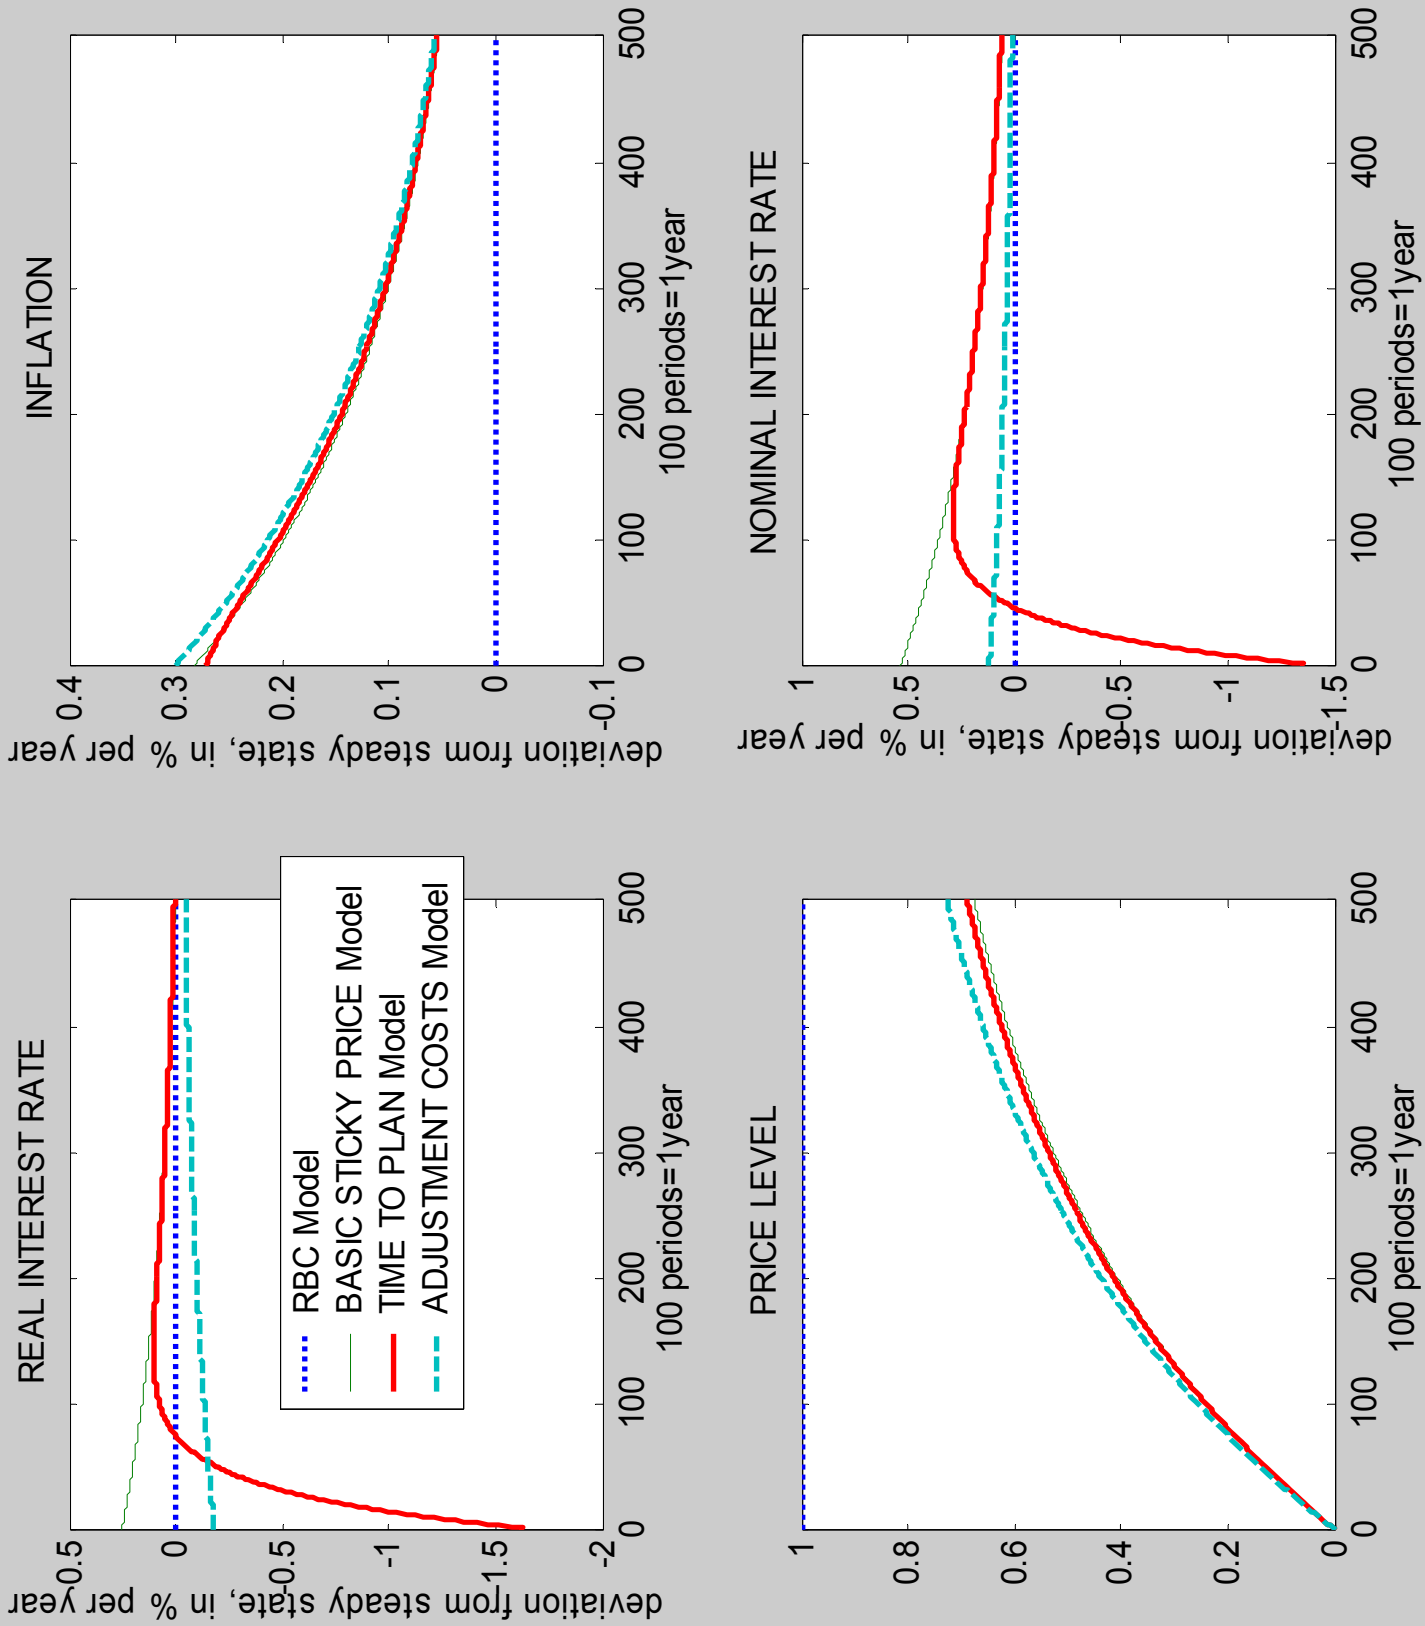 REAL INTEREST RATE
deviation from steady state, in % per year
0.5
0
-0.5
-1
-1.5
-2
0 100 200 300 400 500
100 periods=1year
RBC Model
BASIC STICKY PRICE Model
TIME TO PLAN Model
ADJUSTMENT COSTS Model
INFLATION
deviation from steady state, in % per year
0.4
0.3
0.2
0.1
0
-0.1
0 100 200 300 400 500
100 periods=1year
PRICE LEVEL
1
0.8
0.6
0.4
0.2
0
0 100 200 300 400 500
100 periods=1year
NOMINAL INTEREST RATE
deviation from steady state, in % per year
1
0.5
0
-0.5
-1
-1.5
0 100 200 300 400 500
100 periods=1year